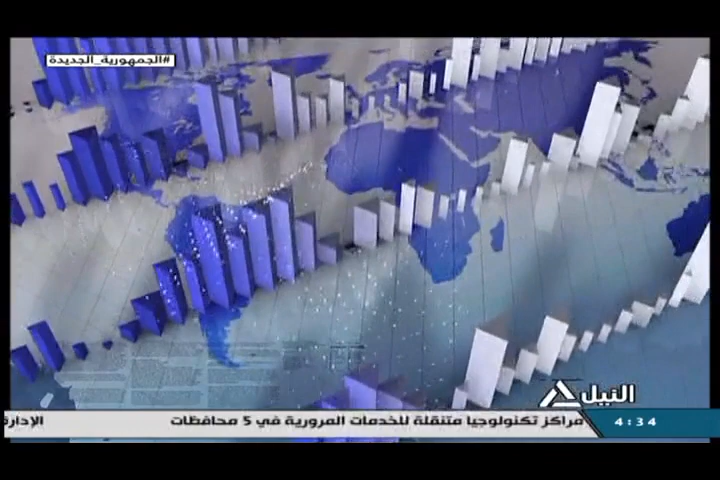 #الجمهورية_الجديدة
النيل
مراكز تكنولوجيا متنقلة للخدمات المرورية في 5 محافظات
الإدارة
4:34